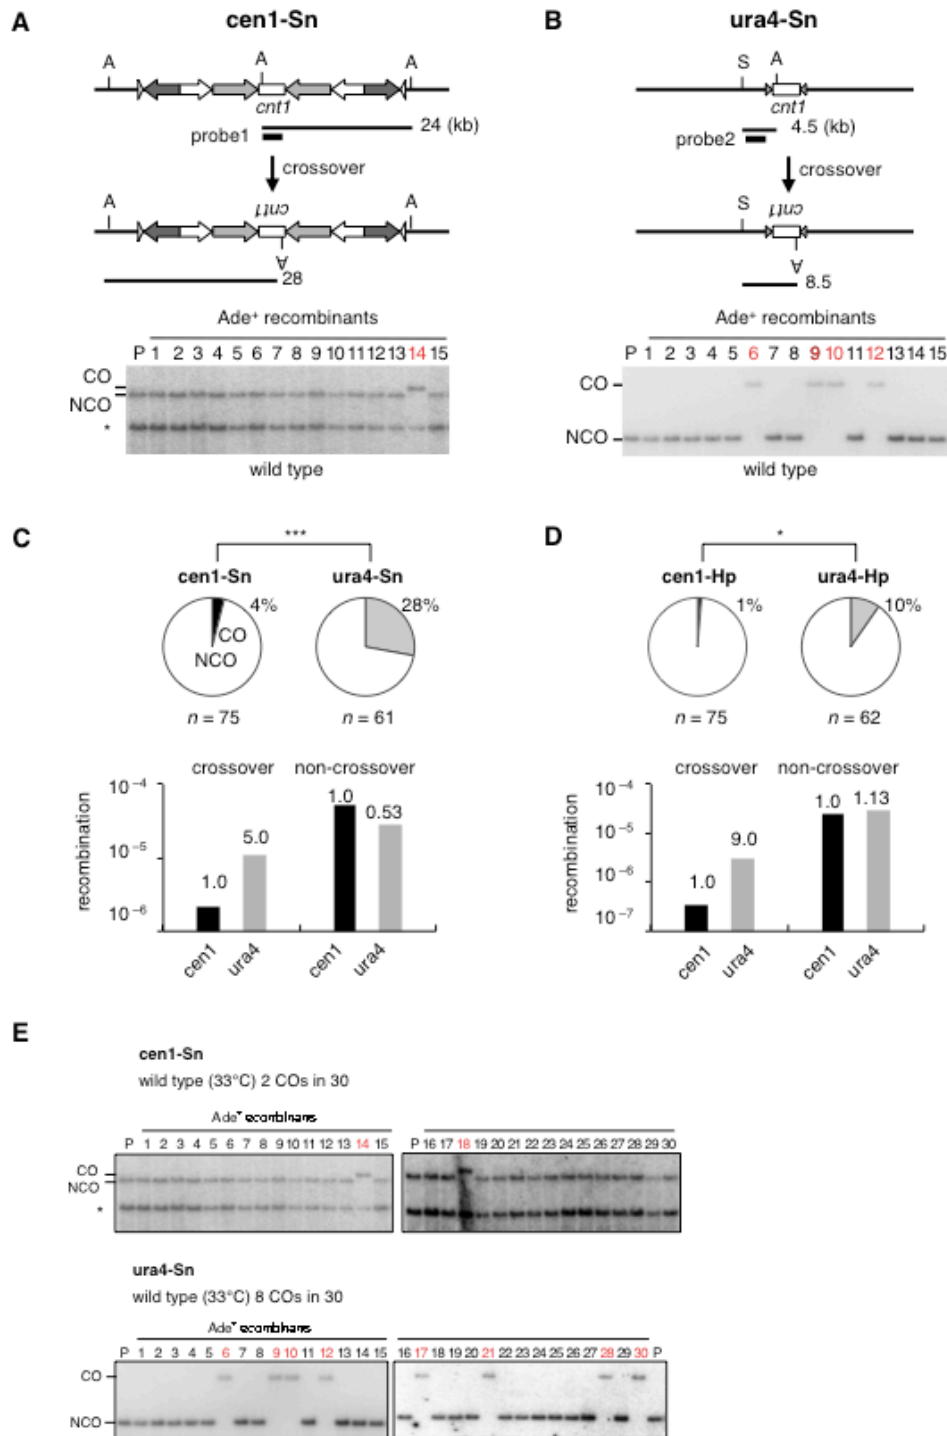 A
cen1-Sn
A A A
cnt1
24 (kb)
probe1
crossover
A cnt1 A
A
28
Ade+ recombinants
P 1 2 3 4 5 6 7 8 9 10 11 12 13 14 15
CO
NCO
*
wild type
B
ura4-Sn
S A
cnt1
4.5 (kb)
probe2
crossover
S cnt1
A
8.5
Ade+ recombinants
P 1 2 3 4 5 6 7 8 9 10 11 12 13 14 15
CO
NCO
wild type
C
***
cen1-Sn ura4-Sn
4% 28%
CO
NCO
n = 75 n = 61
crossover non-crossover
recombination
10−4
10−5
10−6
1.0 5.0 1.0 0.53
cen1 ura4 cen1 ura4
D
*
cen1-Hp ura4-Hp
1% 10%
n = 75 n = 62
crossover non-crossover
recombination
10−4
10−5
10−6
10−7
1.0 9.0 1.0 1.13
cen1 ura4 cen1 ura4
E
cen1-Sn
wild type (33°C) 2 COs in 30
Ade+ recombinans
P 1 2 3 4 5 6 7 8 9 10 11 12 13 14 15 P 16 17 18 19 20 21 22 23 24 25 26 27 28 29 30
CO
NCO
*
ura4-Sn
wild type (33°C) 8 COs in 30
Ade+ recombinans
P 1 2 3 4 5 6 7 8 9 10 11 12 13 14 15 16 17 18 19 20 21 22 23 24 25 26 27 28 29 30 P
CO
NCO